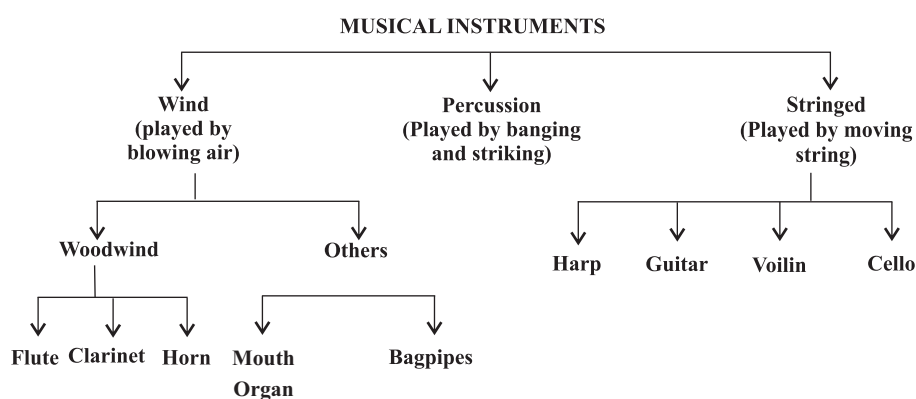 MUSICAL INSTRUMENTS
Wind
(played by
blowing air)
Percussion
(Played by banging
and striking)
Stringed
(Played by moving
string)
Woodwind
Others
Harp
Guitar
Voilin
Cello
Flute
Clarinet
Horn
Mouth
Organ
Bagpipes